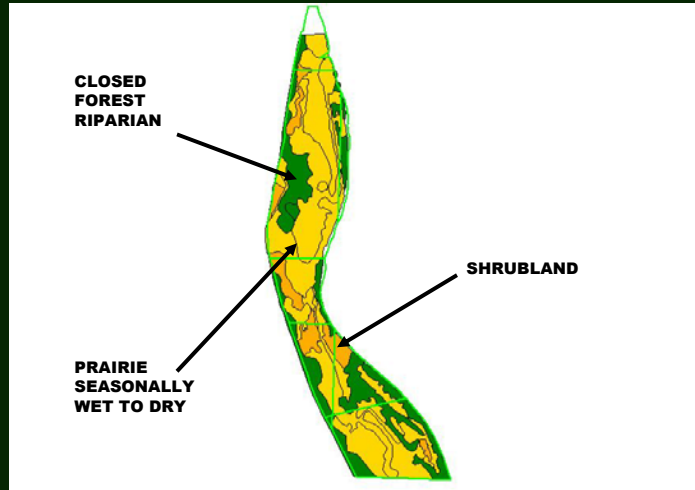 CLOSED
FOREST
RIPARIAN
SHRUBLAND
PRAIRIE
SEASONALLY
WET TO DRY